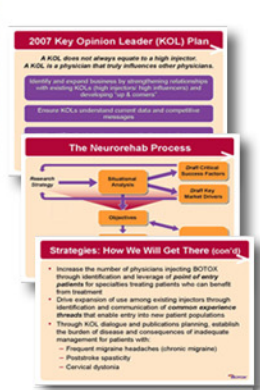 2007 Key Opinion Leader (KOL) Plan
A KOL does not always equate to a high injector.
A KOL is a physician that truly influences other physicians.
Identify and expand business by strengthening relationships
with existing KOLs (high injectors/ high influencers) and
developing "up & comers"
Ensure KOLs understand current data and competitive
messages
The Neurorehab Process
Research
Strategy
Situational
Analysis
Draft Critical
Success Factors
Draft Key
Market Drivers
Objectives
Strategies: How We Will Get There (con'd)
• Increase the number of physicians injecting BOTOX
through identification and leverage of point of entry
patients for specialties treating patients who can benefit
from treatment
• Drive expansion of use among existing injectors through
identification and communication of common experience
threads that enable entry into new patient populations
• Through KOL dialogue and publications planning, establish
the burden of disease and consequences of inadequate
management for patients with:
– Frequent migraine headaches (chronic migraine)
– Poststroke spasticity
– Cervical dystonia
BOTOX